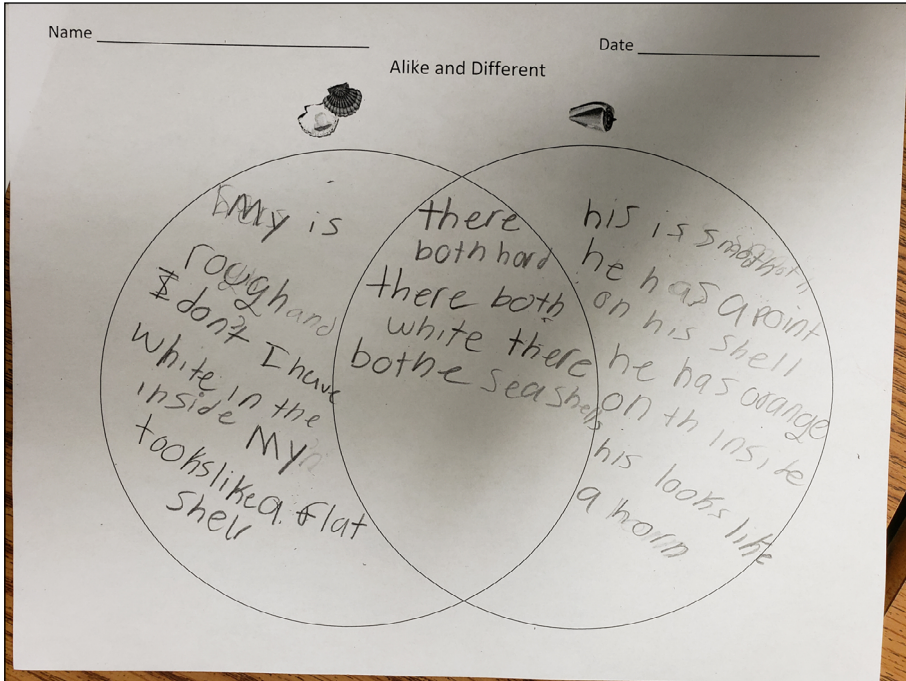 Name
Date
Alike and Different
My is
rough and
I don't I have
white in the
inside My
looks like a flat
shell
there
both hard
there both
white there
bothe seashells
his is smooth
he has a point
on his shell
he has orange
on th insite
his looks like
a horn